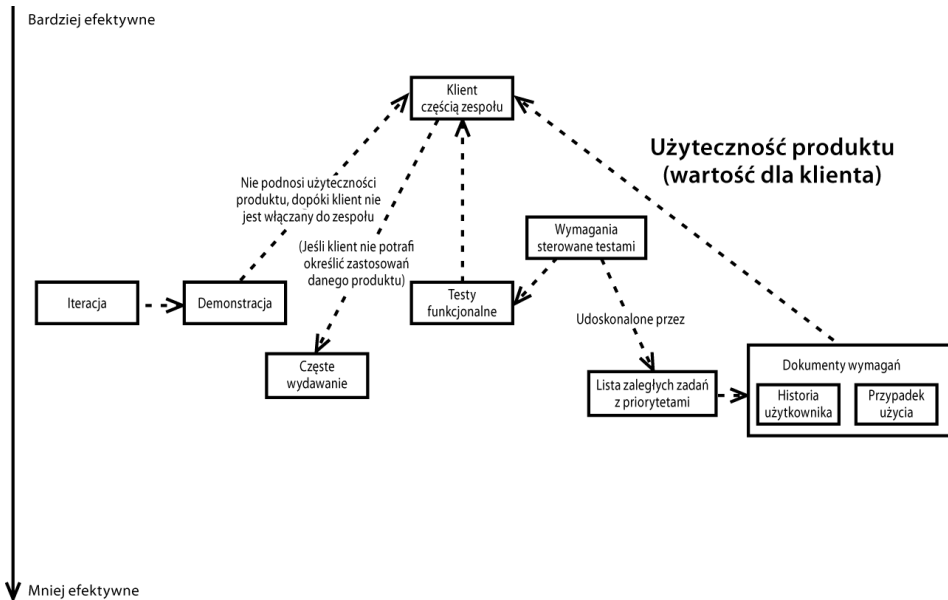 Bardziej efektywne
Klient
częścią zespołu
Użyteczność produktu
(wartość dla klienta)
Nie podnosi użyteczności
produktu, dopóki klient nie
jest włączany do zespołu
(Jeśli klient nie potrafi
określić zastosowań
danego produktu)
Wymagania
sterowane testami
Iteracja
Demonstracja
Testy
funkcjonalne
Udoskonalone przez
Częste
wydawanie
Lista zaległych zadań
z priorytetami
Dokumenty wymagań
Historia
użytkownika
Przypadek
użycia
Mniej efektywne